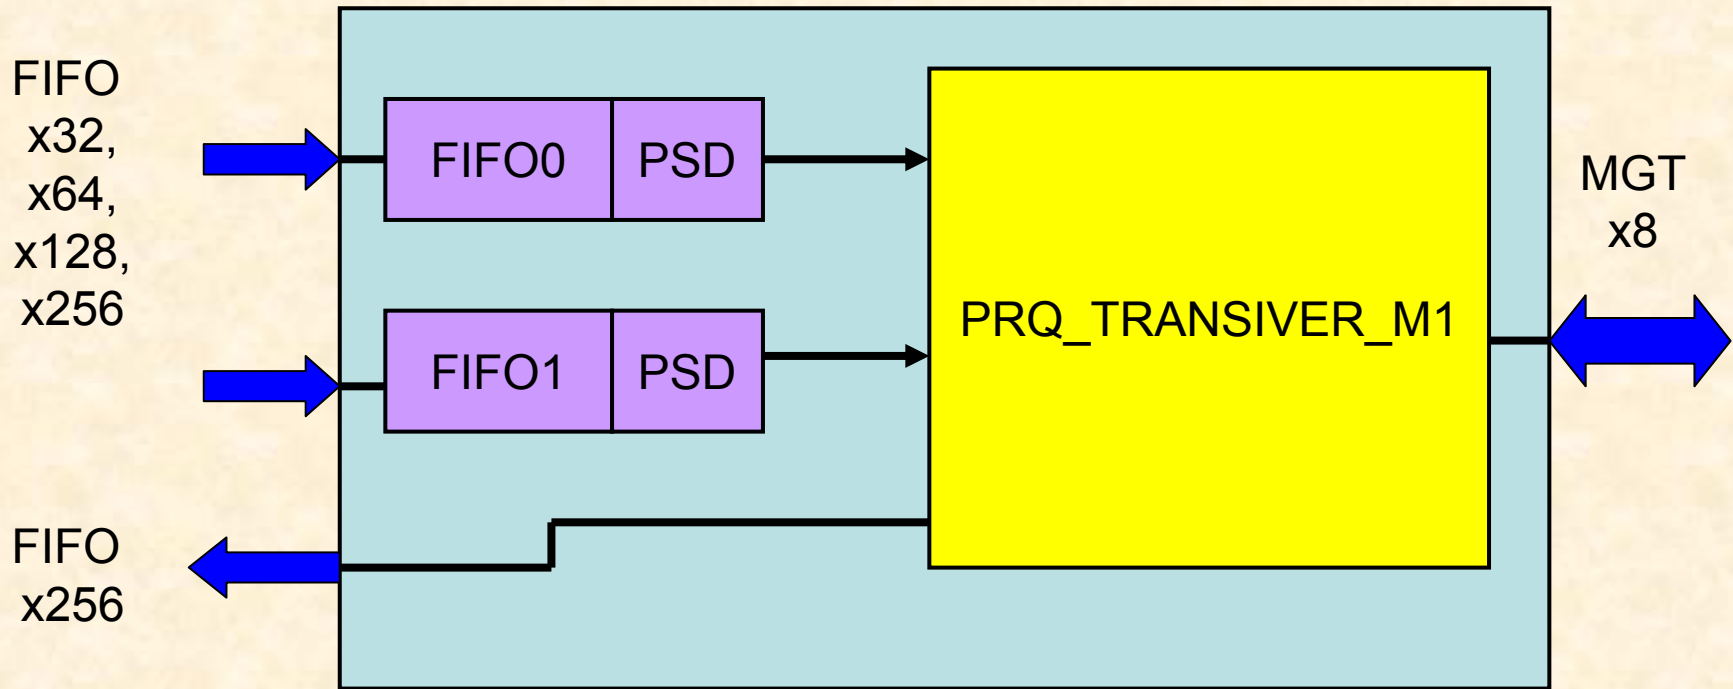 FIFO
x32,
x64,
x128,
x256
FIFO0
PSD
FIFO1
PSD
PRQ_TRANSIVER_M1
MGT
x8
FIFO
x256